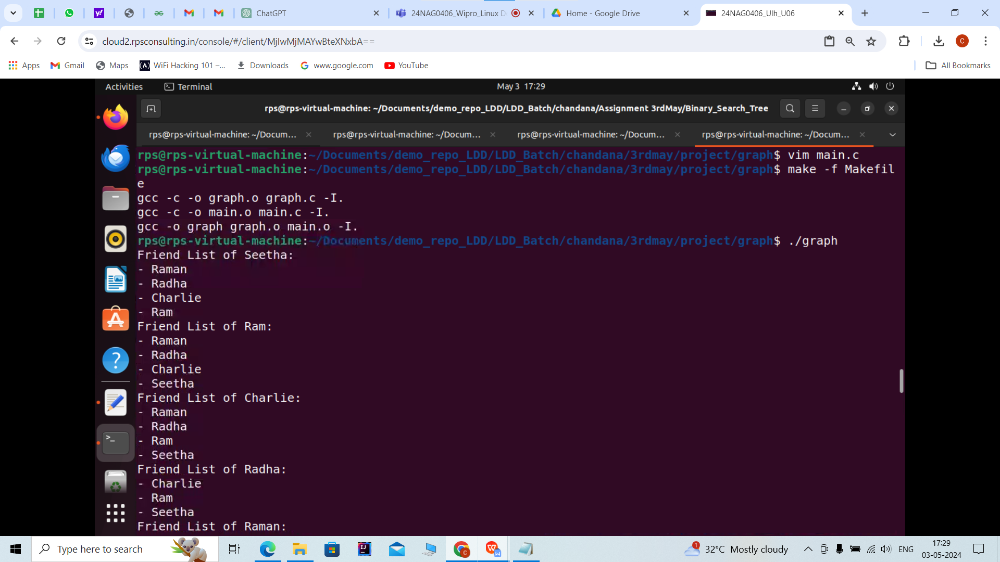 ChatGPT
24NAG0406_Wipro_Linux D
Home - Google Drive
24NAG0406_Ulh_U06
cloud2.rpsconsulting.in/console/#/client/MjIwMjMAYwBteXNxbA==
C
Apps
Gmail
Maps
WiFi Hacking 101 –...
Downloads
www.google.com
YouTube
All Bookmarks
Activities
Terminal
May 3 17:29
rps@rps-virtual-machine: ~/Documents/demo_repo_LDD/LDD_Batch/chandana/Assignment 3rdMay/Binary_Search_Tree
rps@rps-virtual-machine: ~/Docum...
rps@rps-virtual-machine: ~/Docum...
rps@rps-virtual-machine: ~/Docum...
rps@rps-virtual-machine: ~/Docum...
rps@rps-virtual-machine:~/Documents/demo_repo_LDD/LDD_Batch/chandana/3rdmay/project/graph$ vim main.c
rps@rps-virtual-machine:~/Documents/demo_repo_LDD/LDD_Batch/chandana/3rdmay/project/graph$ make -f Makefil
e
gcc -c -o graph.o graph.c -I.
gcc -c -o main.o main.c -I.
gcc -o graph graph.o main.o -I.
rps@rps-virtual-machine:~/Documents/demo_repo_LDD/LDD_Batch/chandana/3rdmay/project/graph$ ./graph
Friend List of Seetha:
- Raman
- Radha
- Charlie
- Ram
Friend List of Ram:
- Raman
- Radha
- Charlie
- Seetha
Friend List of Charlie:
- Raman
- Radha
- Ram
- Seetha
Friend List of Radha:
- Charlie
- Ram
- Seetha
Friend List of Raman:
Type here to search
1
32°C Mostly cloudy
ENG
17:29
03-05-2024